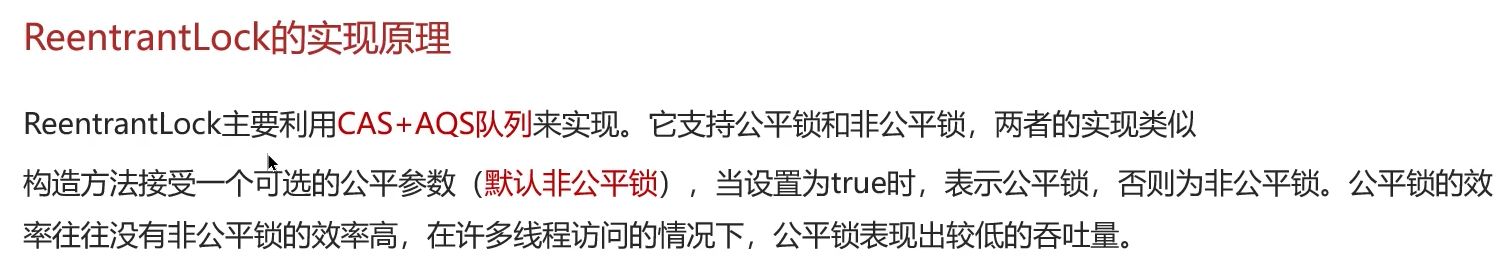 ReentrantLock的实现原理
ReentrantLock主要利用CAS+AQS队列来实现。它支持公平锁和非公平锁，两者的实现类似
构造方法接受一个可选的公平参数（默认非公平锁），当设置为true时，表示公平锁，否则为非公平锁。公平锁的效
率往往没有非公平锁的效率高，在许多线程访问的情况下，公平锁表现出较低的吞吐量。